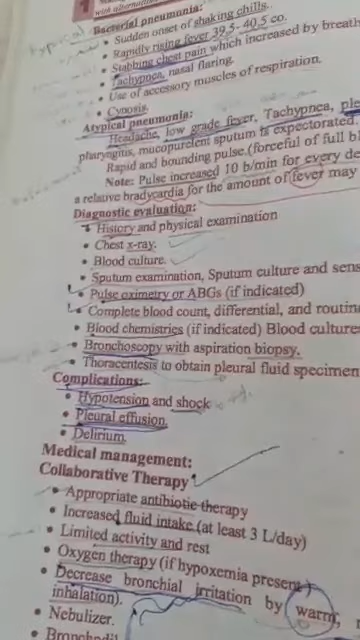 with alternation
1
Bacterial pneumonia:
• Sudden onset of shaking chills.
• Rapidly rising fever 39.5 - 40.5 co.
• Stabbing chest pain which increased by breath
• Tachypnea, nasal flaring.
• Use of accessory muscles of respiration.
• Cynosis.
Atypical pneumonia:
Headache, low grade fever, Tachypnea, ple
pharyngitis, mucopurelent sputum is expectorated.
Rapid and bounding pulse (forceful of full b
Note: Pulse increased 10 b/min for every de
a relative bradycardia for the amount of fever may
Diagnostic evaluation:
• History and physical examination
• Chest x-ray.
• Blood culture.
• Sputum examination, Sputum culture and sens
• Pulse oximetry or ABGs (if indicated)
• Complete blood count, differential, and routin
• Blood chemistries (if indicated) Blood culture
• Bronchoscopy with aspiration biopsy.
• Thoracentesis to obtain pleural fluid specimen
Complications:
• Hypotension and shock
• Pleural effusion.
• Delirium.
Medical management:
Collaborative Therapy
• Appropriate antibiotic therapy
• Increased fluid intake (at least 3 L/day)
• Limited activity and rest
• Oxygen therapy (if hypoxemia present)
• Decrease bronchial irritation by warm,
inhalation).
• Nebulizer.
• Bronchodil